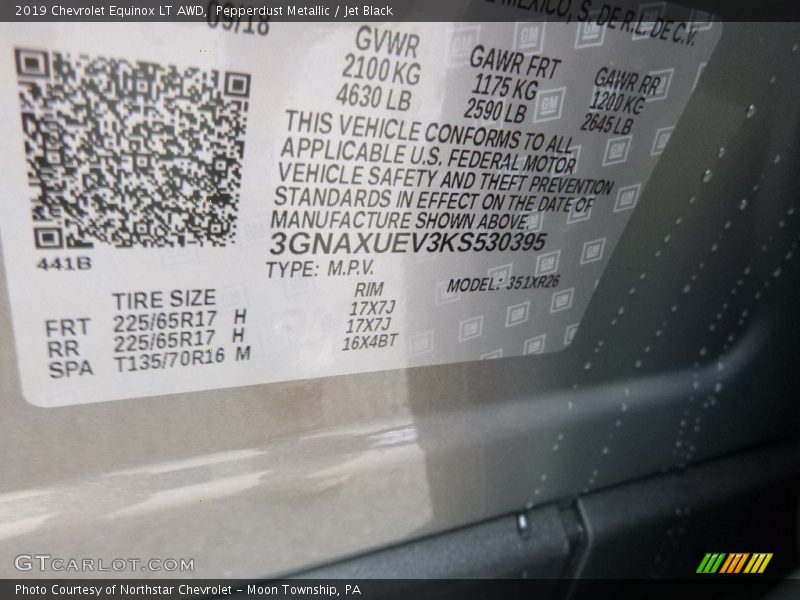 2019 Chevrolet Equinox LT AWD, Pepperdust Metallic / Jet Black
09/18
MEXICO, S. DE R.L. DE C.V.
GVWR GAWR FRT GAWR RR
2100 KG 1175 KG 1200 KG
4630 LB 2590 LB 2645 LB
THIS VEHICLE CONFORMS TO ALL
APPLICABLE U.S. FEDERAL MOTOR
VEHICLE SAFETY AND THEFT PREVENTION
STANDARDS IN EFFECT ON THE DATE OF
MANUFACTURE SHOWN ABOVE.
3GNAXUEV3KS530395
441B
TYPE: M.P.V. MODEL: 351XR26
TIRE SIZE RIM
FRT 225/65R17 H 17X7J
RR 225/65R17 H 17X7J
SPA T135/70R16 M 16X4BT
GTCARLOT.COM
Photo Courtesy of Northstar Chevrolet – Moon Township, PA